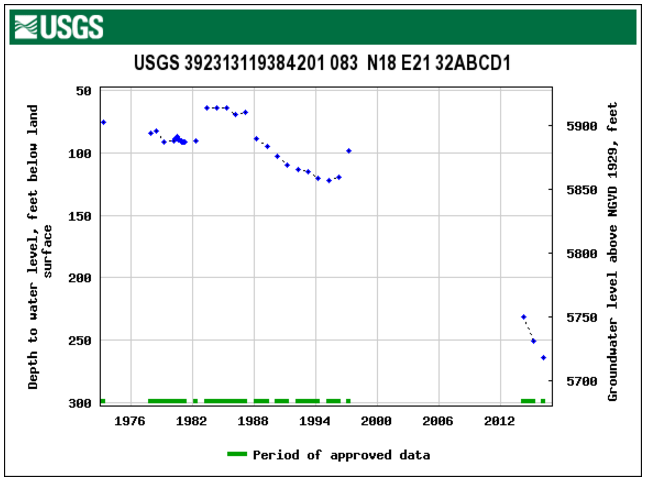 USGS
USGS 392313119384201 083 N18 E21 32ABCD1
Depth to water level, feet below land
surface
50
100
150
200
250
300
5900
5850
5800
5750
5700
Groundwater level above NGVD 1929, feet
1976 1982 1988 1994 2000 2006 2012
Period of approved data